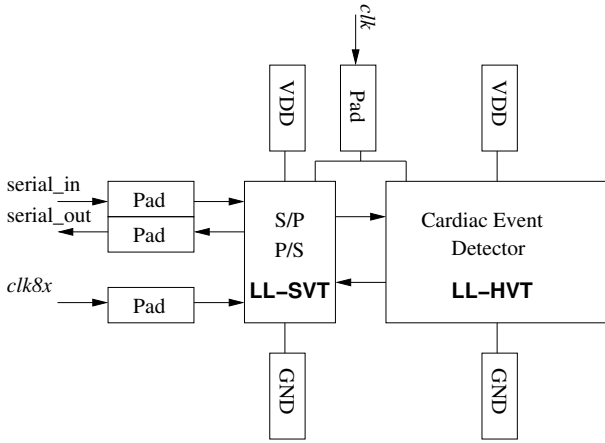 clk
VDD
Pad
VDD
serial_in
Pad
serial_out
Pad
S/P
P/S
LL-SVT
Cardiac Event
Detector
LL-HVT
clk8x
Pad
GND
GND